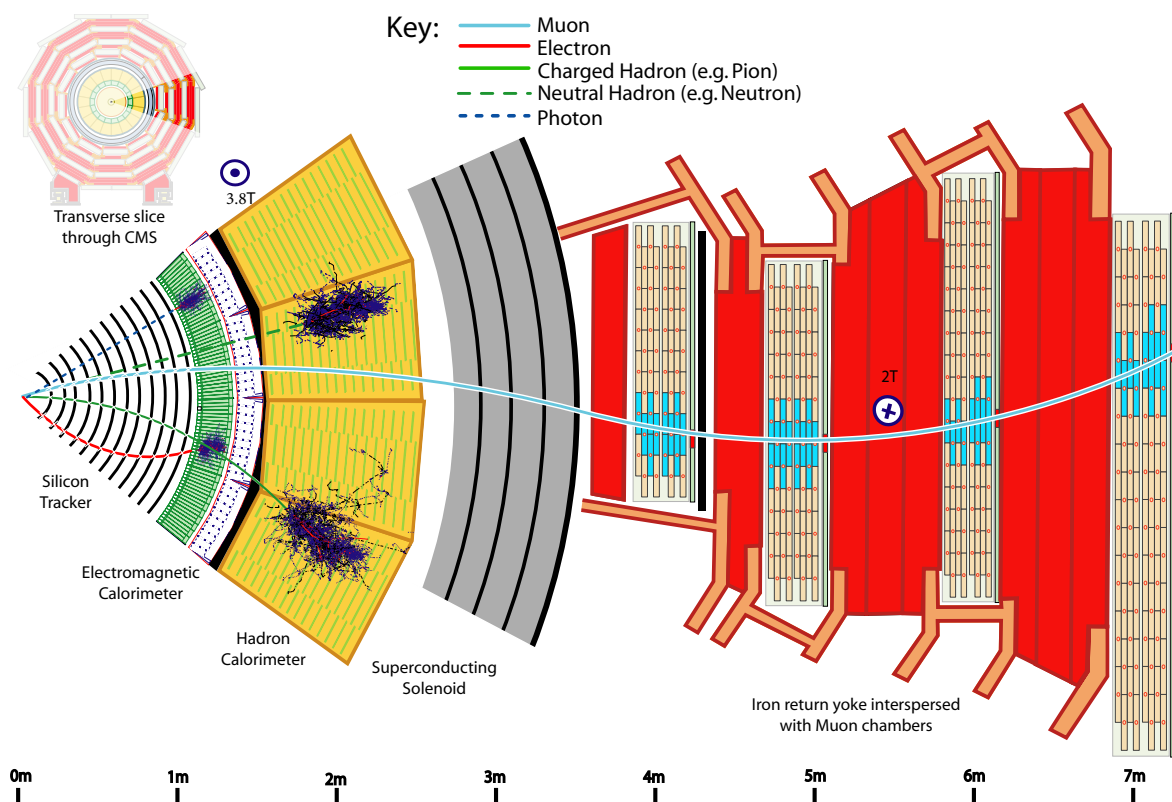 Key:
Muon
Electron
Charged Hadron (e.g. Pion)
Neutral Hadron (e.g. Neutron)
Photon
Transverse slice
through CMS
3.8T
2T
Silicon
Tracker
Electromagnetic
Calorimeter
Hadron
Calorimeter
Superconducting
Solenoid
Iron return yoke interspersed
with Muon chambers
0m
1m
2m
3m
4m
5m
6m
7m